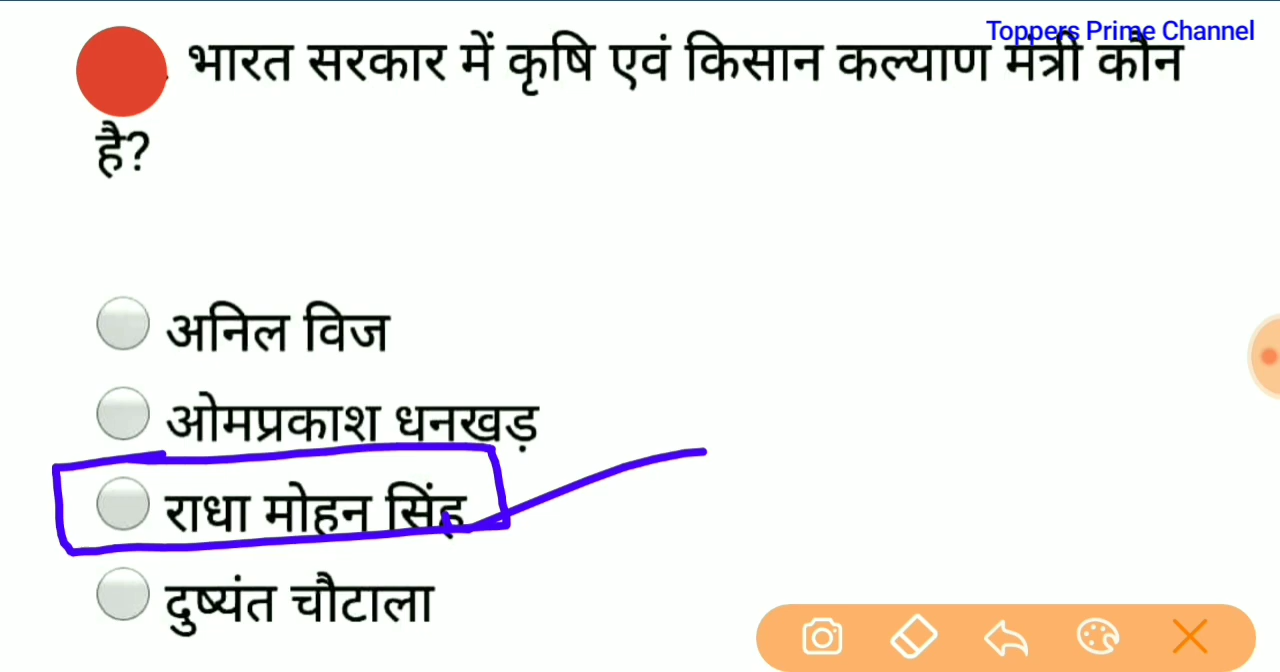 Toppers Prime Channel
भारत सरकार में कृषि एवं किसान कल्याण मंत्री कौन
है?
अनिल विज
ओमप्रकाश धनखड़
राधा मोहन सिंह
दुष्यंत चौटाला